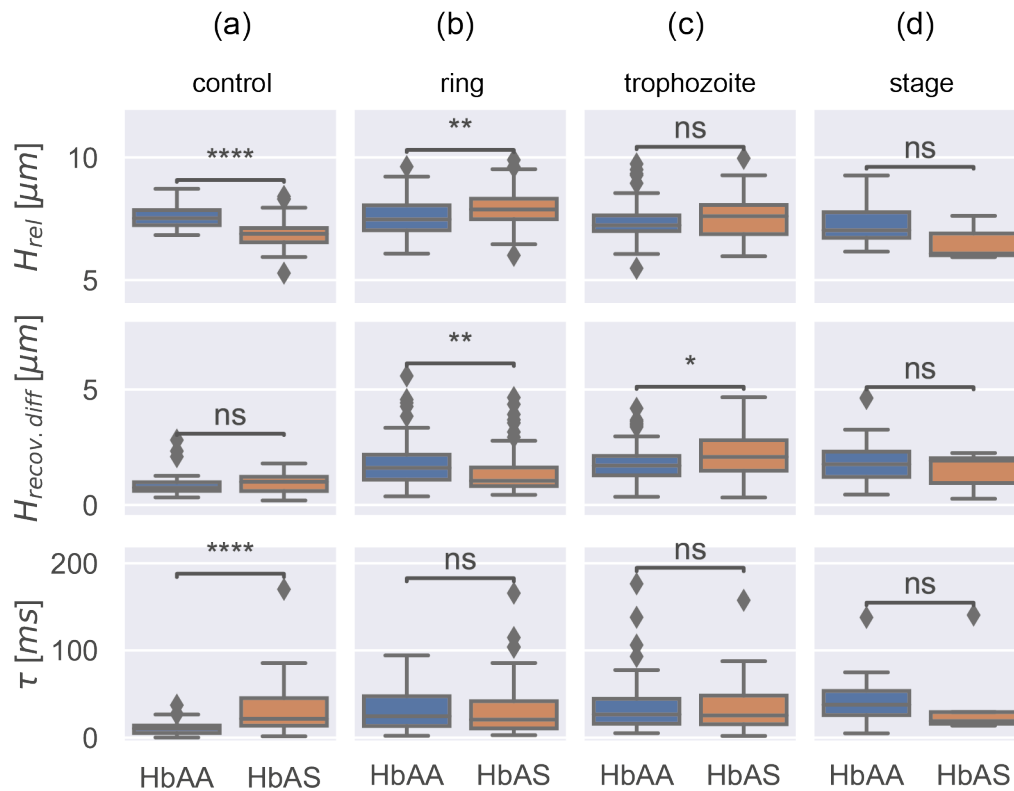 (a) (b) (c) (d)
control ring trophozoite stage
H_rel [μm]
10
5
**** ** ns ns
H_recov. diff [μm]
5
0
ns ** * ns
τ [ms]
200
100
0
**** ns ns ns
HbAA HbAS HbAA HbAS HbAA HbAS HbAA HbAS